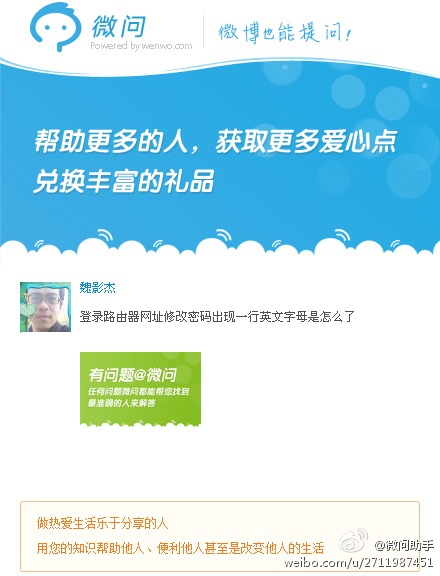 微问
Powered by wenwo.com
微博也能提问!
帮助更多的人，获取更多爱心点
兑换丰富的礼品
魏影杰
登录路由器网址修改密码出现一行英文字母是怎么了
有问题@微问
任何问题微问都能帮您找到
最准确的人来解答
做热爱生活乐于分享的人
用您的知识帮助他人、便利他人甚至是改变他人的生活
@微问助手
weibo.com/u/2711987451